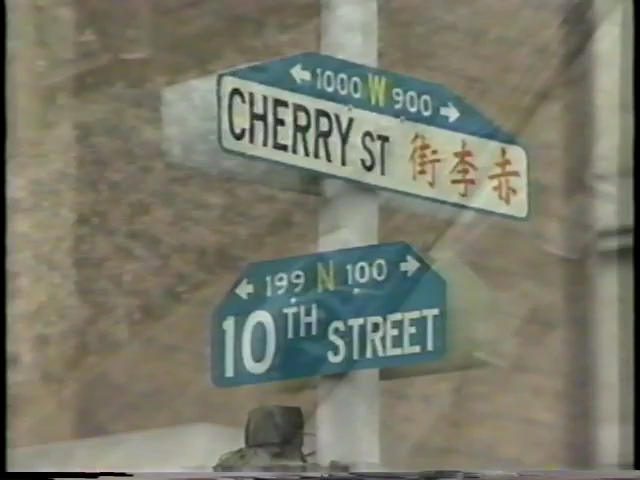 ← 1000 W 900 →
CHERRY ST 街李赤
← 199 N 100 →
10TH STREET